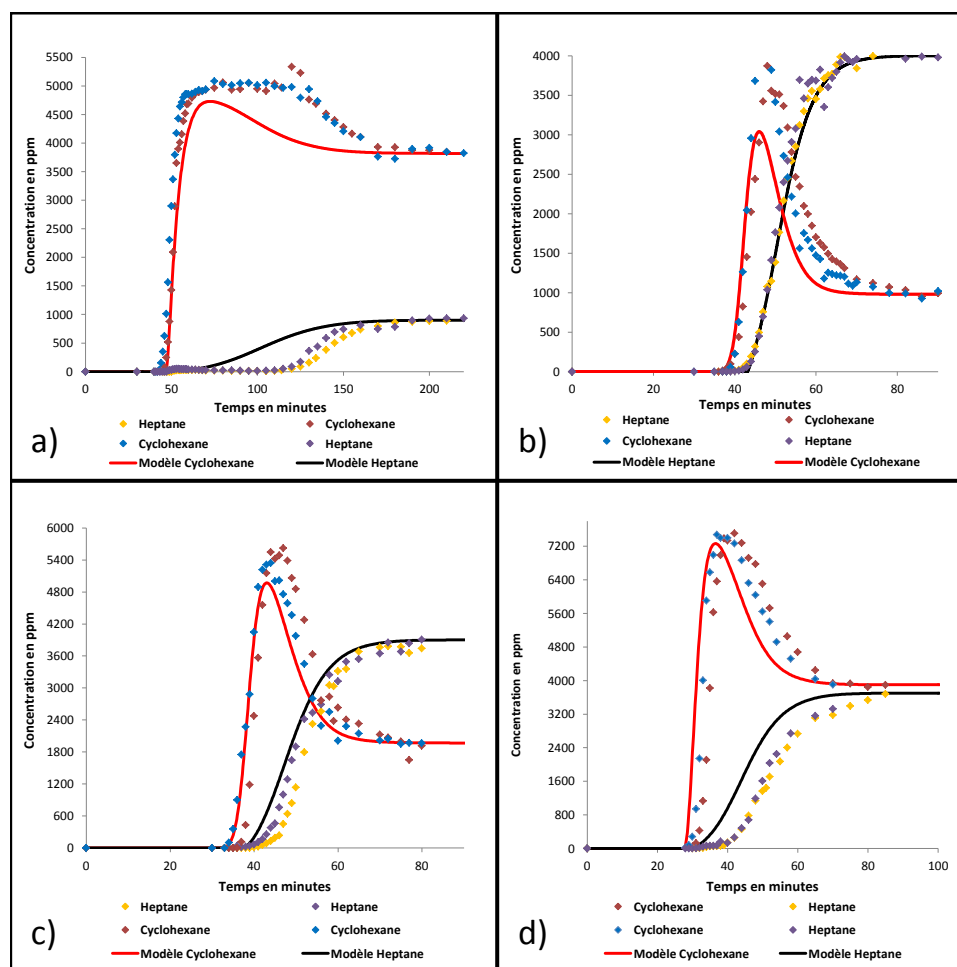 Concentration en ppm
5500
5000
4500
4000
3500
3000
2500
2000
1500
1000
500
0
0 50 100 150 200
Temps en minutes
a)
Heptane Cyclohexane
Cyclohexane Heptane
Modèle Cyclohexane Modèle Heptane
Concentration en ppm
4000
3500
3000
2500
2000
1500
1000
500
0
0 20 40 60 80
Temps en minutes
b)
Heptane Cyclohexane
Cyclohexane Heptane
Modèle Heptane Modèle Cyclohexane
Concentration en ppm
6000
5400
4800
4200
3600
3000
2400
1800
1200
600
0
0 20 40 60 80
Temps en minutes
c)
Heptane Heptane
Cyclohexane Cyclohexane
Modèle Cyclohexane Modèle Heptane
Concentration en ppm
7200
6400
5600
4800
4000
3200
2400
1600
800
0
0 20 40 60 80 100
Temps en minutes
d)
Cyclohexane Heptane
Cyclohexane Heptane
Modèle Cyclohexane Modèle Heptane